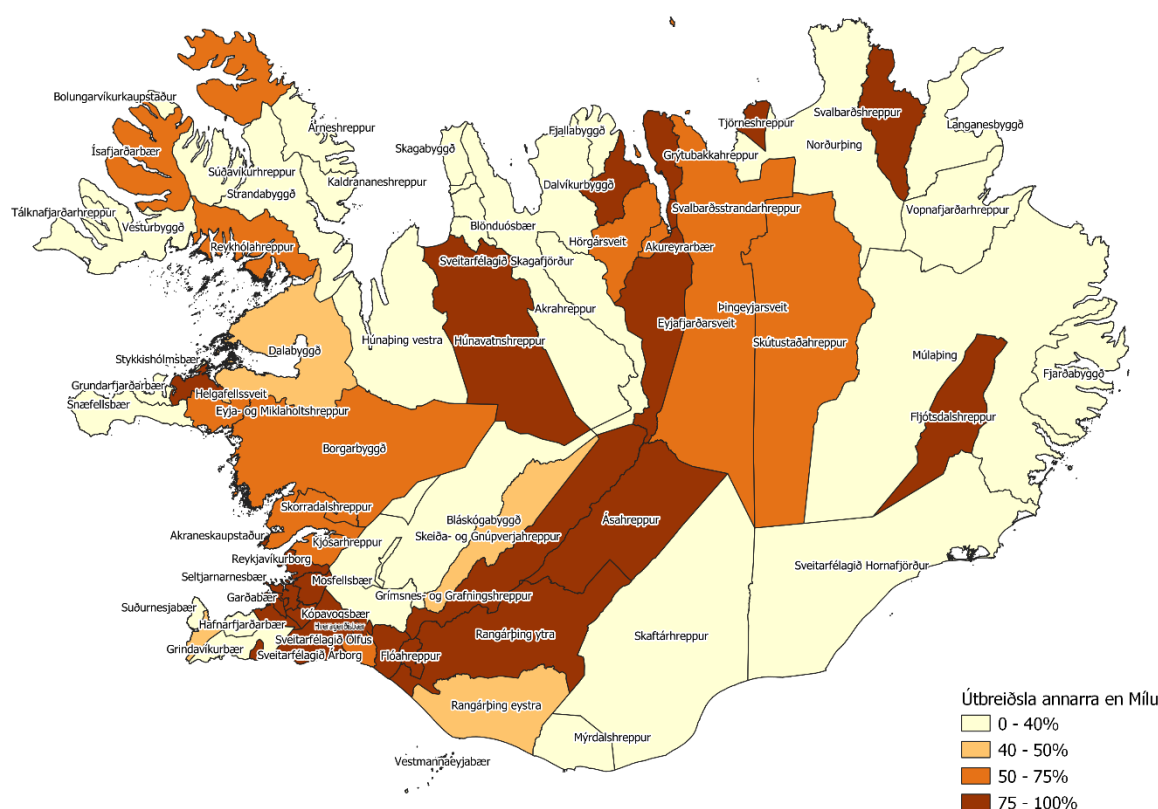 Bolungarvíkurkaupstaður
Ísafjarðarbær
Árneshreppur
Súðavíkurhreppur
Kaldrananeshreppur
Strandabyggð
Tálknafjarðarhreppur
Vesturbyggð
Reykhólahreppur
Skagabyggð
Fjallabyggð
Dalvíkurbyggð
Blönduósbær
Hörgársveit
Grýtubakkahreppur
Tjörneshreppur
Svalbarðshreppur
Langanesbyggð
Norðurþing
Svalbarðsstrandarhreppur
Vopnafjarðarhreppur
Akureyrarbær
Sveitarfélagið Skagafjörður
Akrahreppur
Eyjafjarðarsveit
Þingeyjarsveit
Skútustaðahreppur
Húnaþing vestra
Húnavatnshreppur
Múlaþing
Fjarðabyggð
Fljótsdalshreppur
Dalabyggð
Stykkishólmsbær
Grundarfjarðarbær
Helgafellssveit
Snæfellsbær
Eyja- og Miklaholtshreppur
Borgarbyggð
Skorradalshreppur
Bláskógabyggð
Skeiða- og Gnúpverjahreppur
Ásahreppur
Akraneskaupstaður
Kjósarhreppur
Reykjavíkurborg
Seltjarnarnesbær
Mosfellsbær
Grímsnes- og Grafningshreppur
Sveitarfélagið Hornafjörður
Garðabær
Suðurnesjabær
Kópavogsbær
Hafnarfjarðarbær
Hveragerðisbær
Sveitarfélagið Ölfus
Grindavíkurbær
Sveitarfélagið Árborg
Flóahreppur
Rangárþing ytra
Skaftárhreppur
Rangárþing eystra
Mýrdalshreppur
Vestmannaeyjabær
Útbreiðsla annarra en Mílu
0 - 40%
40 - 50%
50 - 75%
75 - 100%